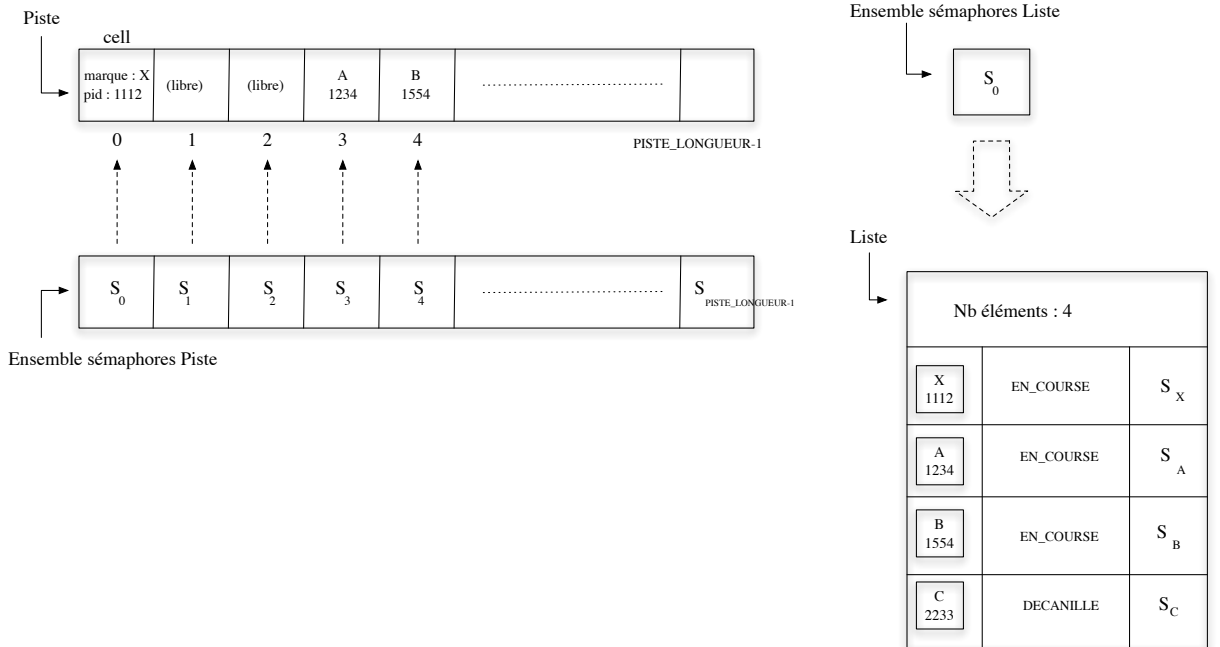 Piste
cell
marque : X
pid : 1112
(libre)
(libre)
A
1234
B
1554
0 1 2 3 4 PISTE_LONGUEUR-1
S0 S1 S2 S3 S4 SPISTE_LONGUEUR-1
Ensemble sémaphores Piste
Ensemble sémaphores Liste
S0
Liste
Nb éléments : 4
X
1112
EN_COURSE
SX
A
1234
EN_COURSE
SA
B
1554
EN_COURSE
SB
C
2233
DECANILLE
SC